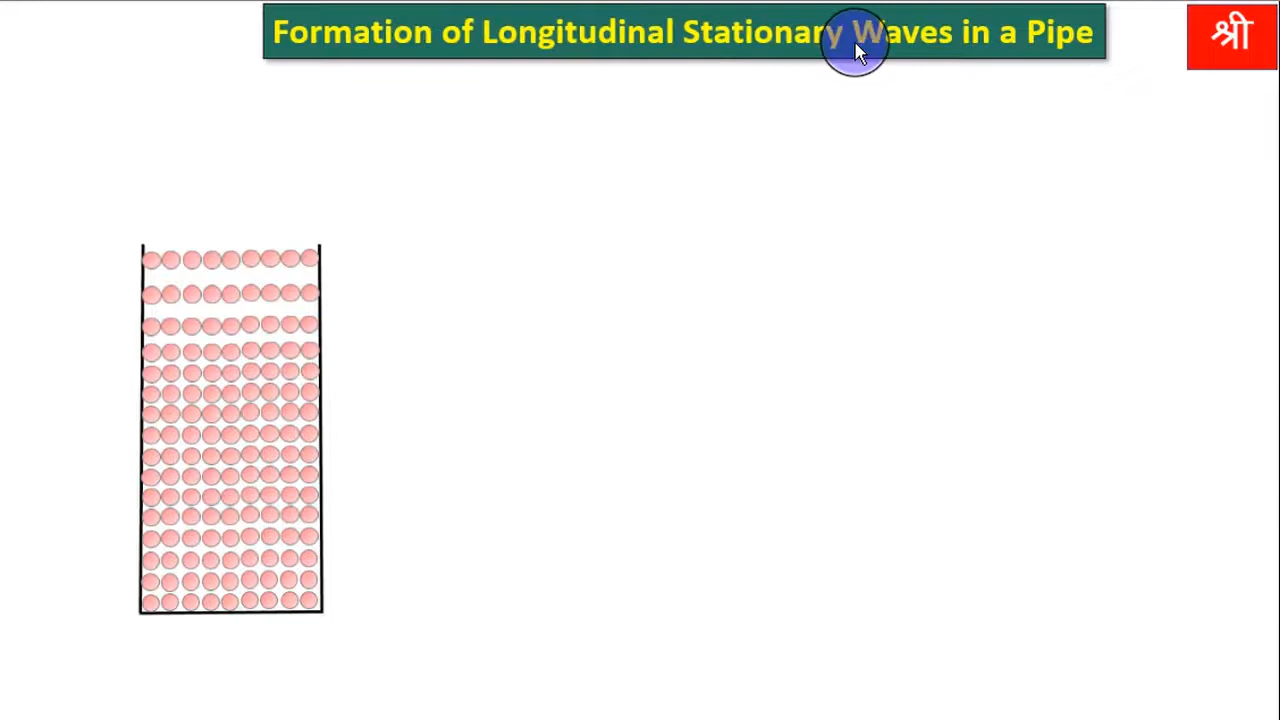 Formation of Longitudinal Stationary Waves in a Pipe
श्री